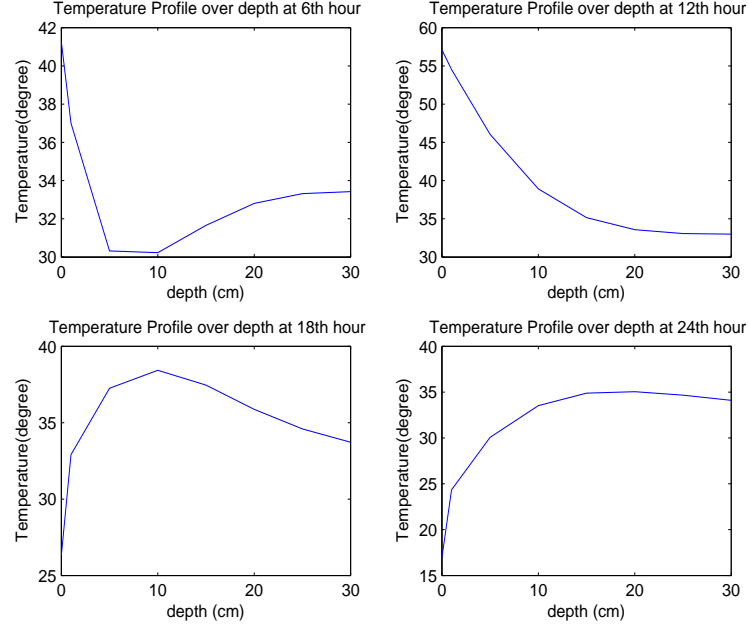 Temperature Profile over depth at 6th hour
42
40
38
36
34
32
30
Temperature(degree)
0 10 20 30
depth (cm)
Temperature Profile over depth at 12th hour
60
55
50
45
40
35
30
Temperature(degree)
0 10 20 30
depth (cm)
Temperature Profile over depth at 18th hour
40
35
30
25
Temperature(degree)
0 10 20 30
depth (cm)
Temperature Profile over depth at 24th hour
40
35
30
25
20
15
Temperature(degree)
0 10 20 30
depth (cm)